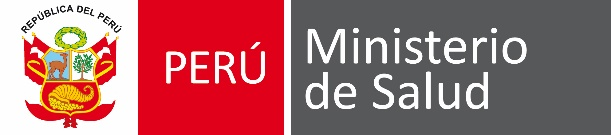 REPÚBLICA DEL PERÚ
PERÚ
Ministerio
de Salud